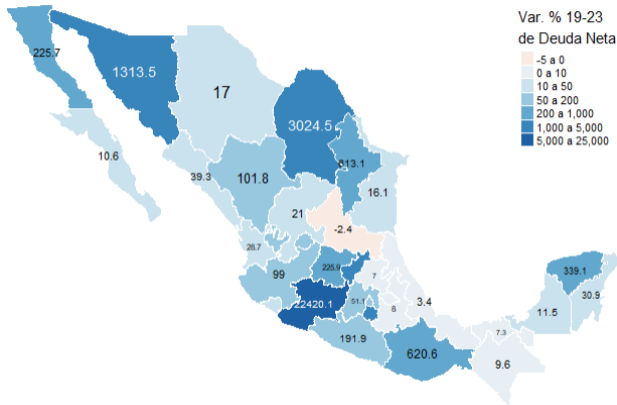 Var. % 19-23
de Deuda Neta
-5 a 0
0 a 10
10 a 50
50 a 200
200 a 1,000
1,000 a 5,000
5,000 a 25,000
225.7
1313.5
17
3024.5
10.6
39.3
101.8
613.1
16.1
21
-2.4
28.7
99
225.9
7
22420.1
51.1
8
3.4
191.9
620.6
7.3
9.6
11.5
339.1
30.9